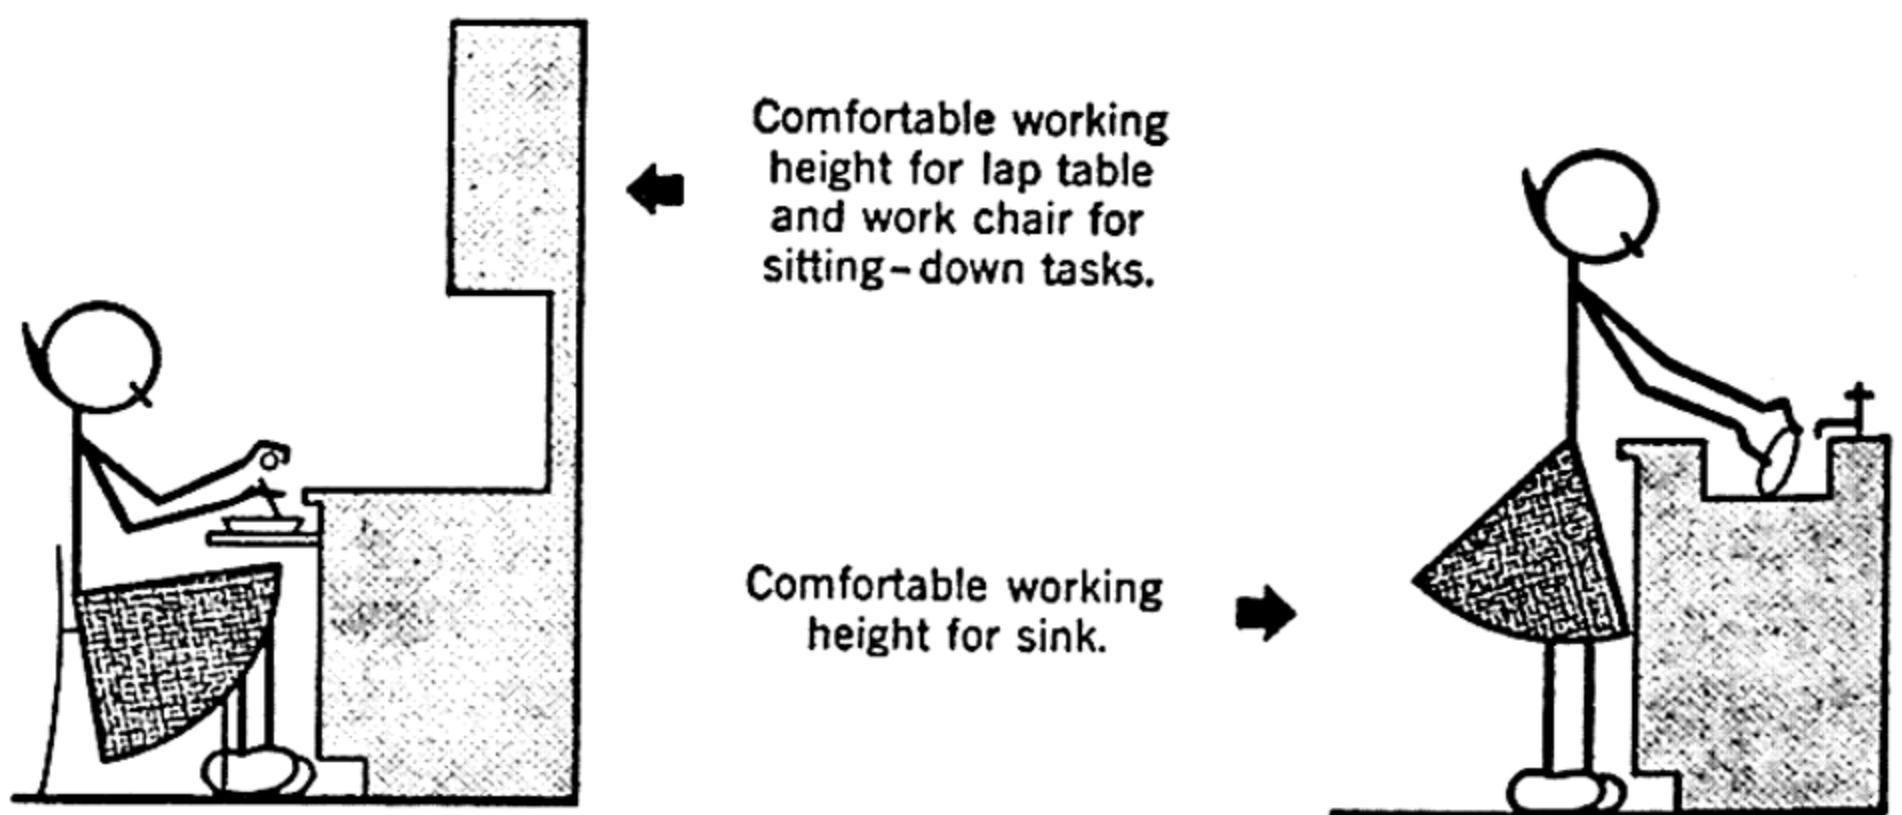 Comfortable working
height for lap table
and work chair for
sitting-down tasks.
Comfortable working
height for sink.